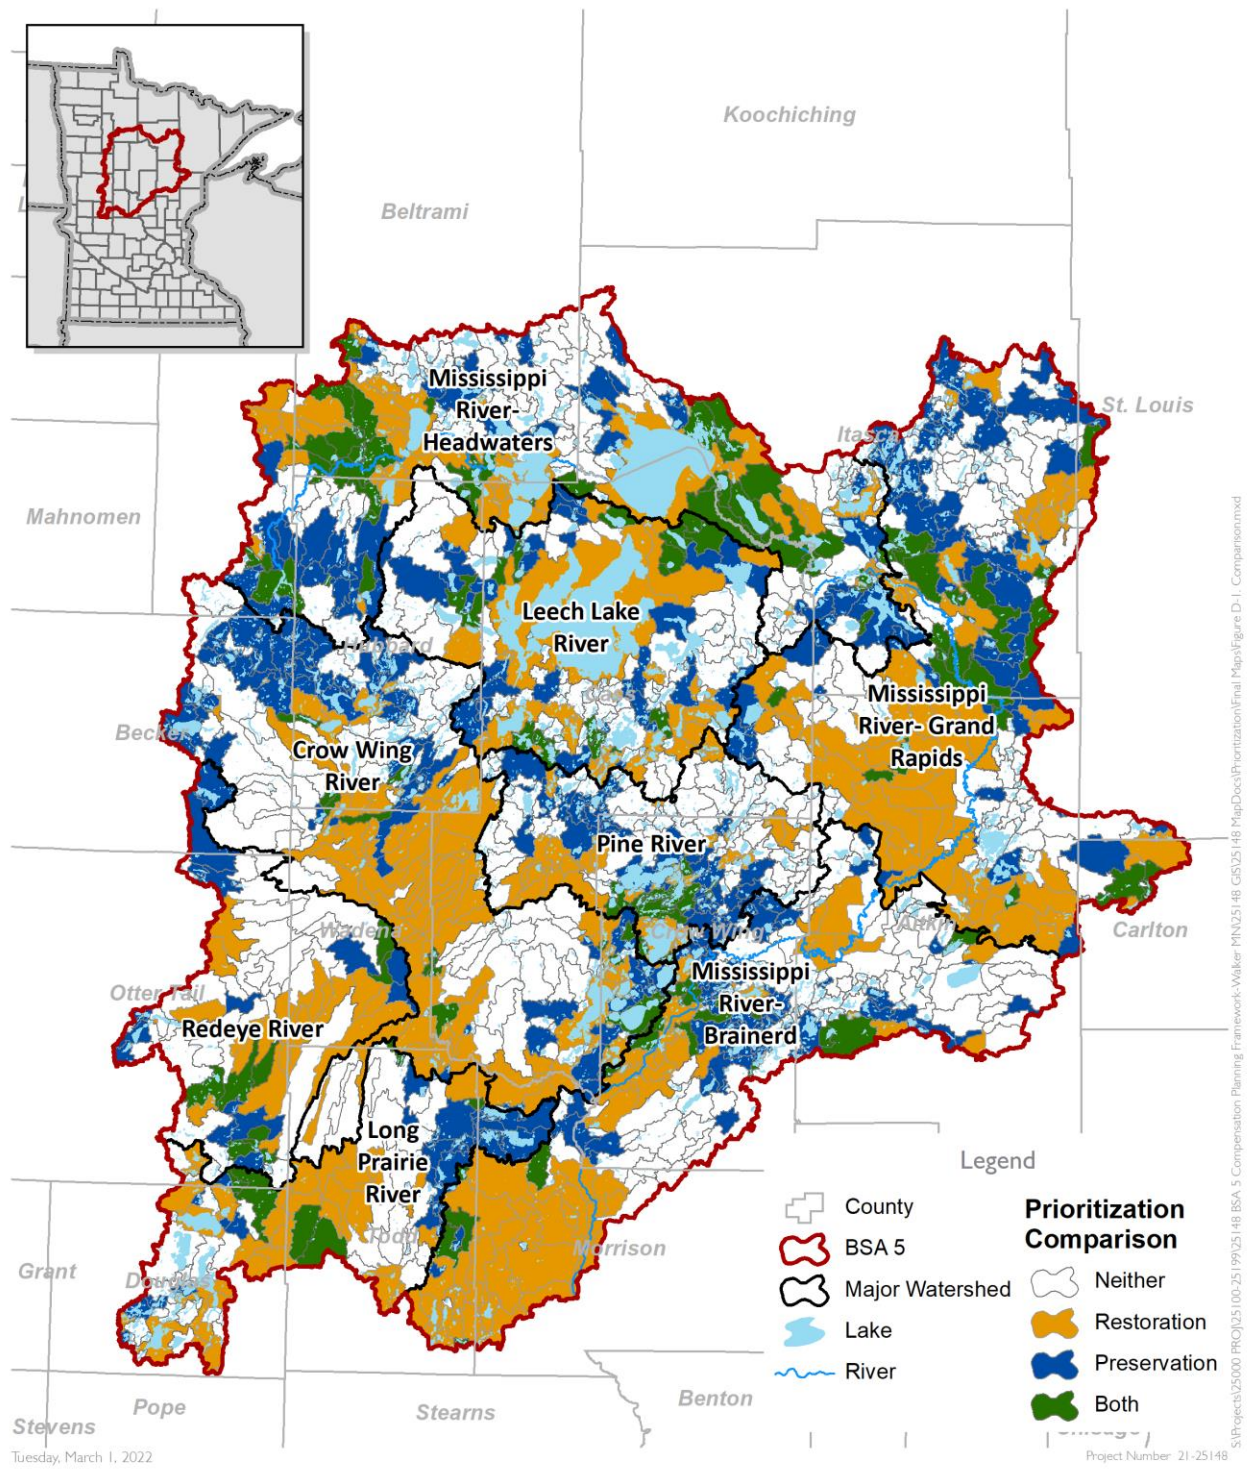 Koochiching
Beltrami
St. Louis
Itasca
Mississippi
River-
Headwaters
Mahnomen
Leech Lake
River
Hubbard
Cass
Mississippi
River- Grand
Rapids
Becker
Crow Wing
River
Pine River
Wadena
Crow Wing
Aitkin
Carlton
Otter Tail
Mississippi
River-
Brainerd
Redeye River
Long
Prairie
River
Todd
Morrison
Grant
Douglas
Pope
Stevens
Stearns
Benton
Chisago
Legend
County
BSA 5
Major Watershed
Lake
River
Prioritization
Comparison
Neither
Restoration
Preservation
Both
Tuesday, March 1, 2022
Project Number 21-25148